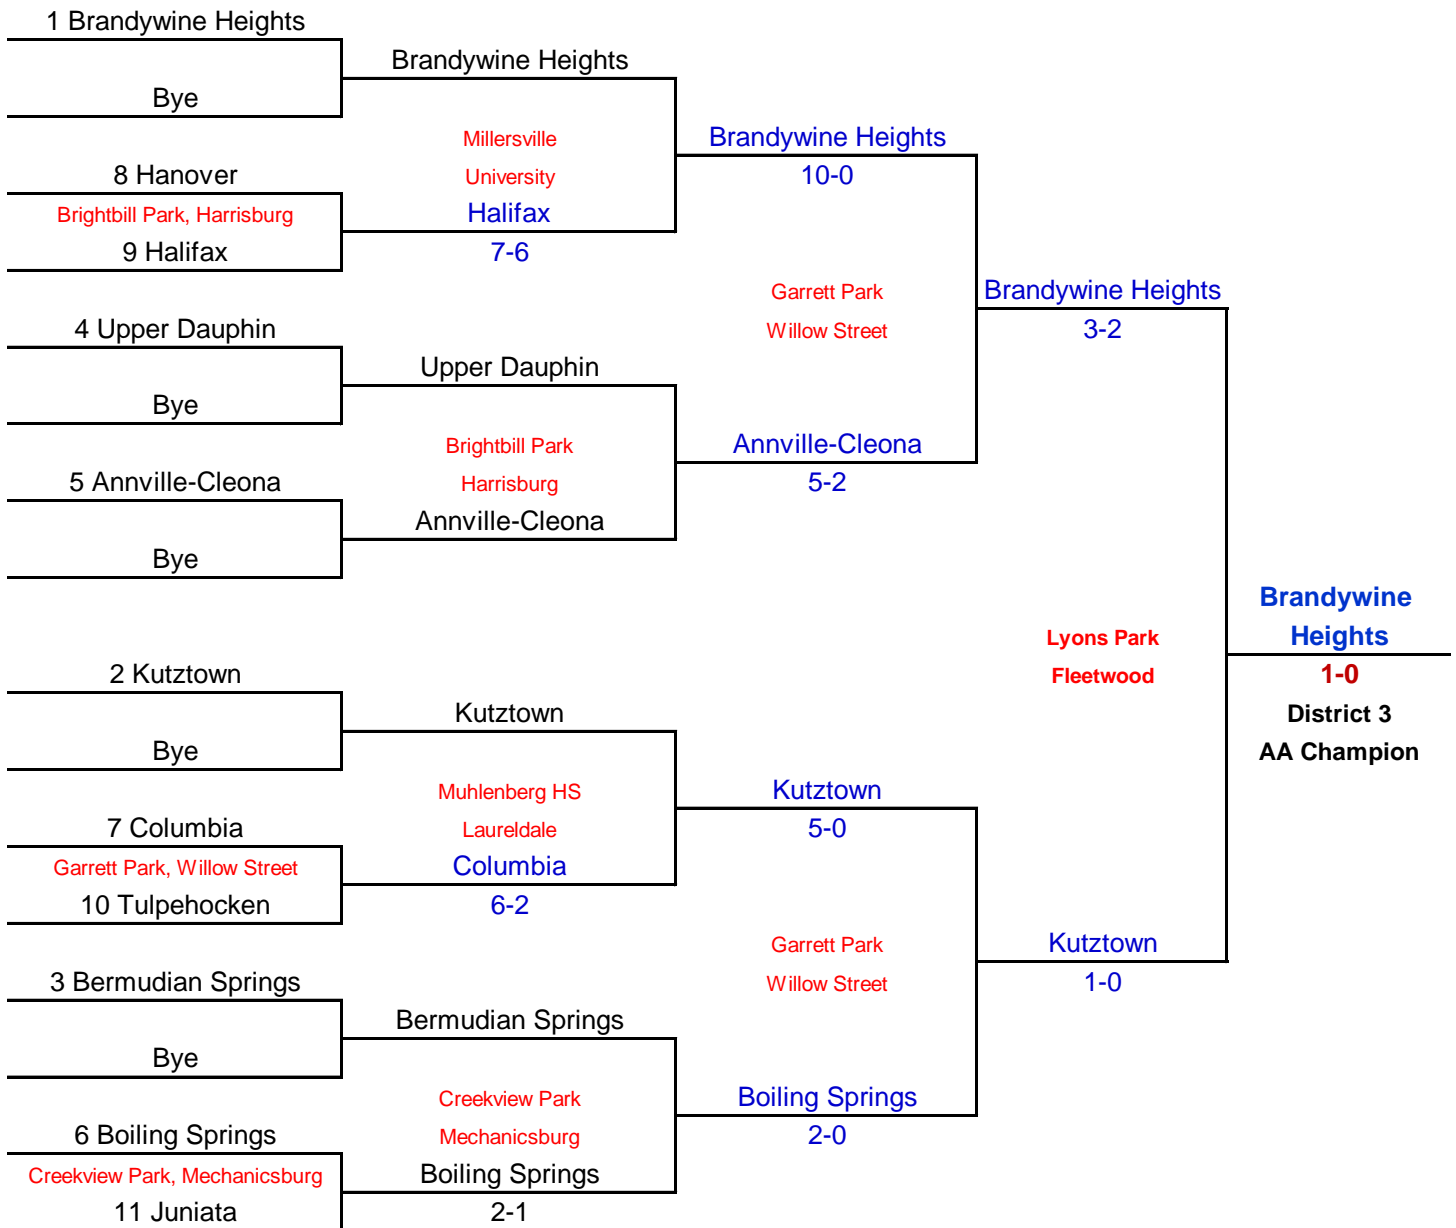 1 Brandywine Heights
Brandywine Heights
Bye
Millersville
University
Brandywine Heights
10-0
8 Hanover
Brightbill Park, Harrisburg
9 Halifax
Halifax
7-6
Garrett Park
Willow Street
Brandywine Heights
3-2
4 Upper Dauphin
Upper Dauphin
Bye
Brightbill Park
Harrisburg
Annville-Cleona
5-2
5 Annville-Cleona
Annville-Cleona
Bye
Brandywine
Heights
1-0
District 3
AA Champion
Lyons Park
Fleetwood
2 Kutztown
Kutztown
Bye
Muhlenberg HS
Laureldale
Kutztown
5-0
7 Columbia
Garrett Park, Willow Street
10 Tulpehocken
Columbia
6-2
Garrett Park
Willow Street
Kutztown
1-0
3 Bermudian Springs
Bermudian Springs
Bye
Creekview Park
Mechanicsburg
Boiling Springs
2-0
6 Boiling Springs
Creekview Park, Mechanicsburg
11 Juniata
Boiling Springs
2-1